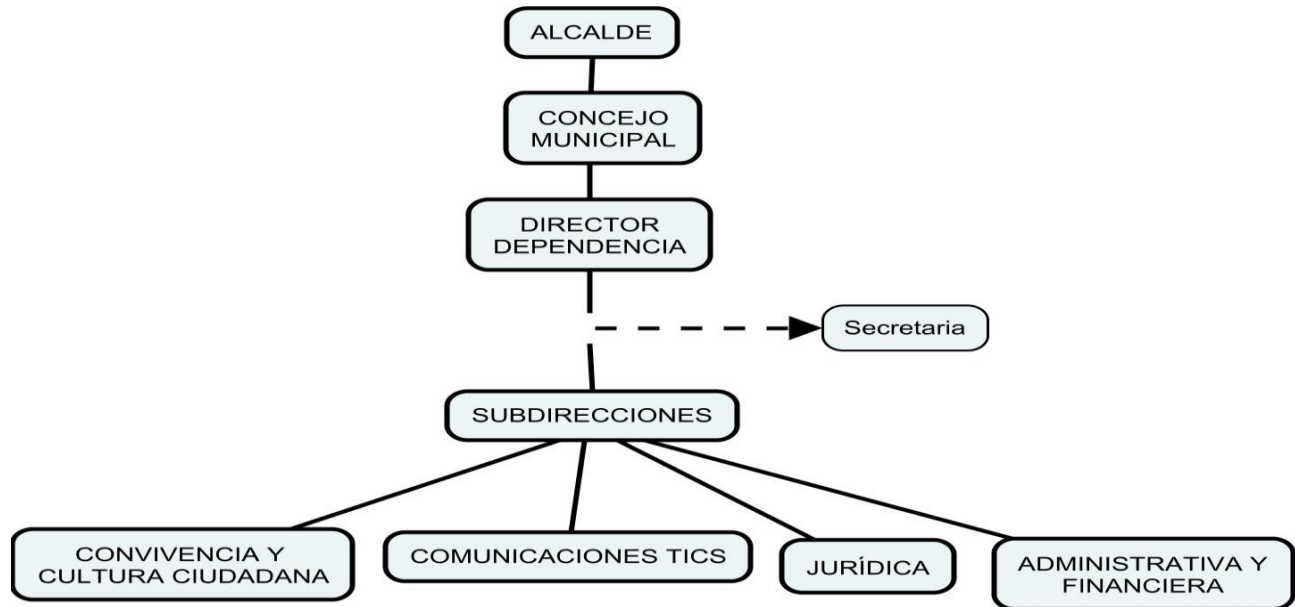 ALCALDE
CONCEJO
MUNICIPAL
DIRECTOR
DEPENDENCIA
Secretaria
SUBDIRECCIONES
CONVIVENCIA Y
CULTURA CIUDADANA
COMUNICACIONES TICS
JURÍDICA
ADMINISTRATIVA Y
FINANCIERA